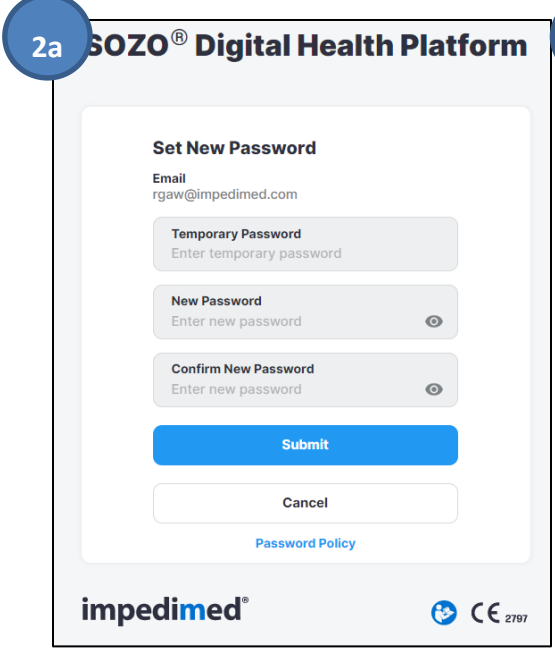 2a
SOZO® Digital Health Platform
Set New Password
Email
rgaw@impedimed.com
Temporary Password
Enter temporary password
New Password
Enter new password
Confirm New Password
Enter new password
Submit
Cancel
Password Policy
impedimed®
CE 2797